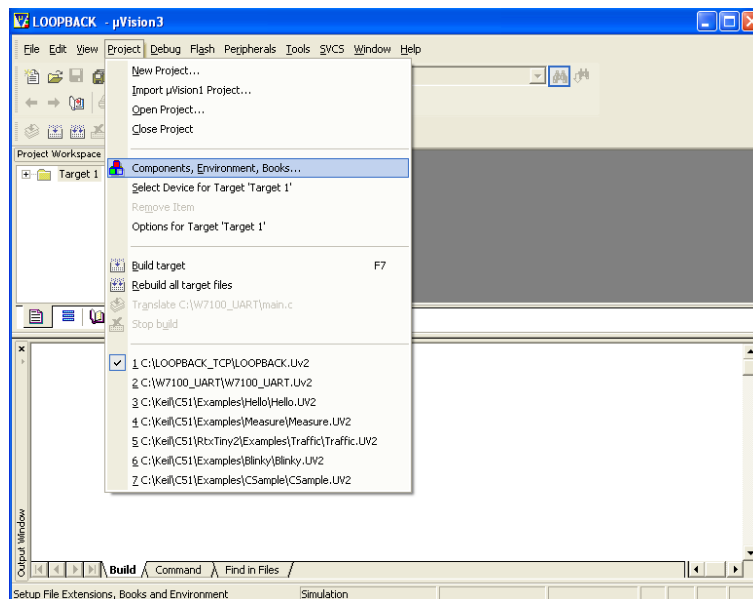 LOOPBACK - µVision3
File Edit View Project Debug Flash Peripherals Tools SVCS Window Help
New Project...
Import µVision1 Project...
Open Project...
Close Project
Project Workspace
Components, Environment, Books...
Target 1
Select Device for Target 'Target 1'
Remove Item
Options for Target 'Target 1'
Build target F7
Rebuild all target files
Translate C:\W7100_UART\main.c
Stop build
1 C:\LOOPBACK_TCP\LOOPBACK.Uv2
2 C:\W7100_UART\W7100_UART.Uv2
3 C:\Keil\C51\Examples\Hello\Hello.UV2
4 C:\Keil\C51\Examples\Measure\Measure.UV2
5 C:\Keil\C51\RtxTiny2\Examples\Traffic\Traffic.UV2
6 C:\Keil\C51\Examples\Blinky\Blinky.UV2
7 C:\Keil\C51\Examples\CSample\CSample.UV2
Output Window
Build Command Find in Files
Setup File Extensions, Books and Environment Simulation